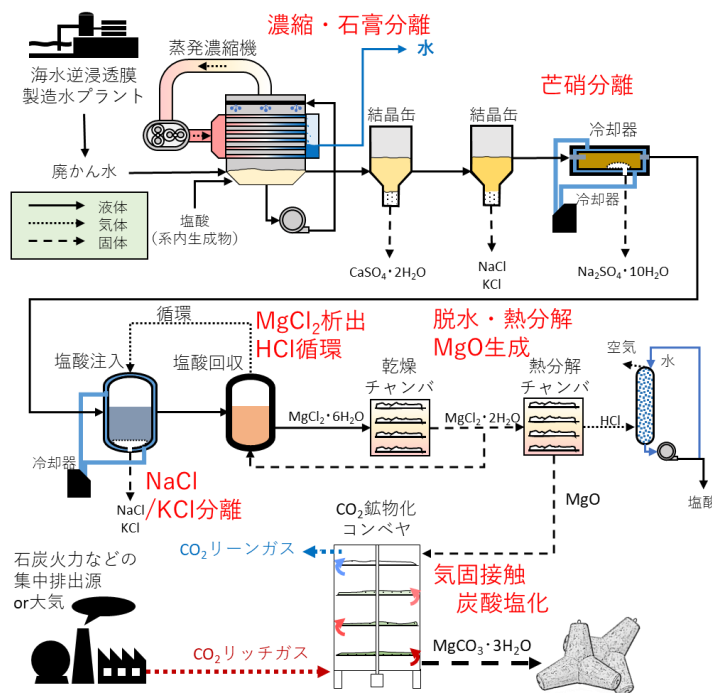 濃縮・石膏分離
水
蒸発濃縮機
海水逆浸透膜
製造水プラント
結晶缶
結晶缶
芒硝分離
冷却器
廃かん水
液体
気体
固体
塩酸
(系内生成物)
冷却器
CaSO₄・2H₂O
NaCl
KCl
Na₂SO₄・10H₂O
循環
MgCl₂析出
HCl循環
脱水・熱分解
MgO生成
塩酸注入
塩酸回収
乾燥
チャンバ
熱分解
チャンバ
空気
水
MgCl₂・6H₂O
MgCl₂・2H₂O
HCl
冷却器
NaCl
KCl
NaCl
/KCl分離
MgO
塩酸
CO₂鉱物化
コンベヤ
CO₂リーンガス
石炭火力などの
集中排出源
or大気
気固接触
炭酸塩化
CO₂リッチガス
MgCO₃・3H₂O